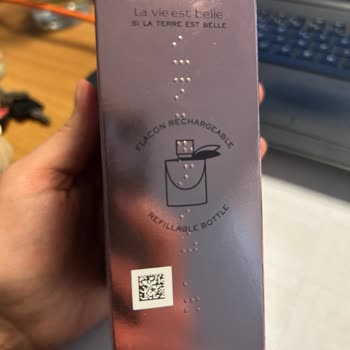 La vie est belle
SI LA TERRE EST BELLE
FLACON RECHARGEABLE
REFILLABLE BOTTLE